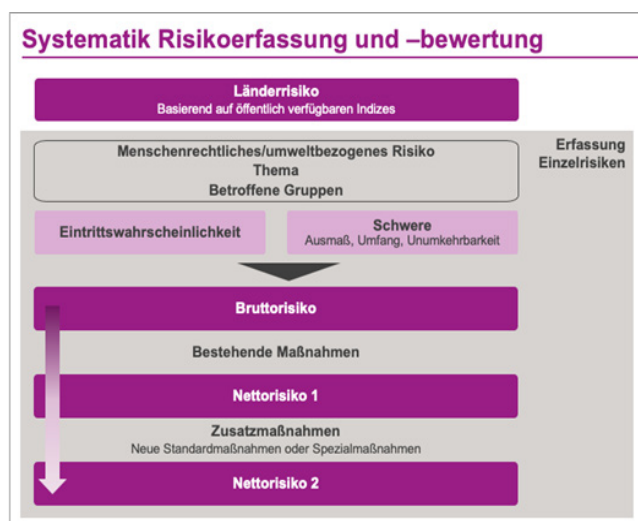 Systematik Risikoerfassung und –bewertung
Länderrisiko
Basierend auf öffentlich verfügbaren Indizes
Erfassung
Einzelrisiken
Menschenrechtliches/umweltbezogenes Risiko
Thema
Betroffene Gruppen
Eintrittswahrscheinlichkeit
Schwere
Ausmaß, Umfang, Unumkehrbarkeit
Bruttorisiko
Bestehende Maßnahmen
Nettorisiko 1
Zusatzmaßnahmen
Neue Standardmaßnahmen oder Spezialmaßnahmen
Nettorisiko 2